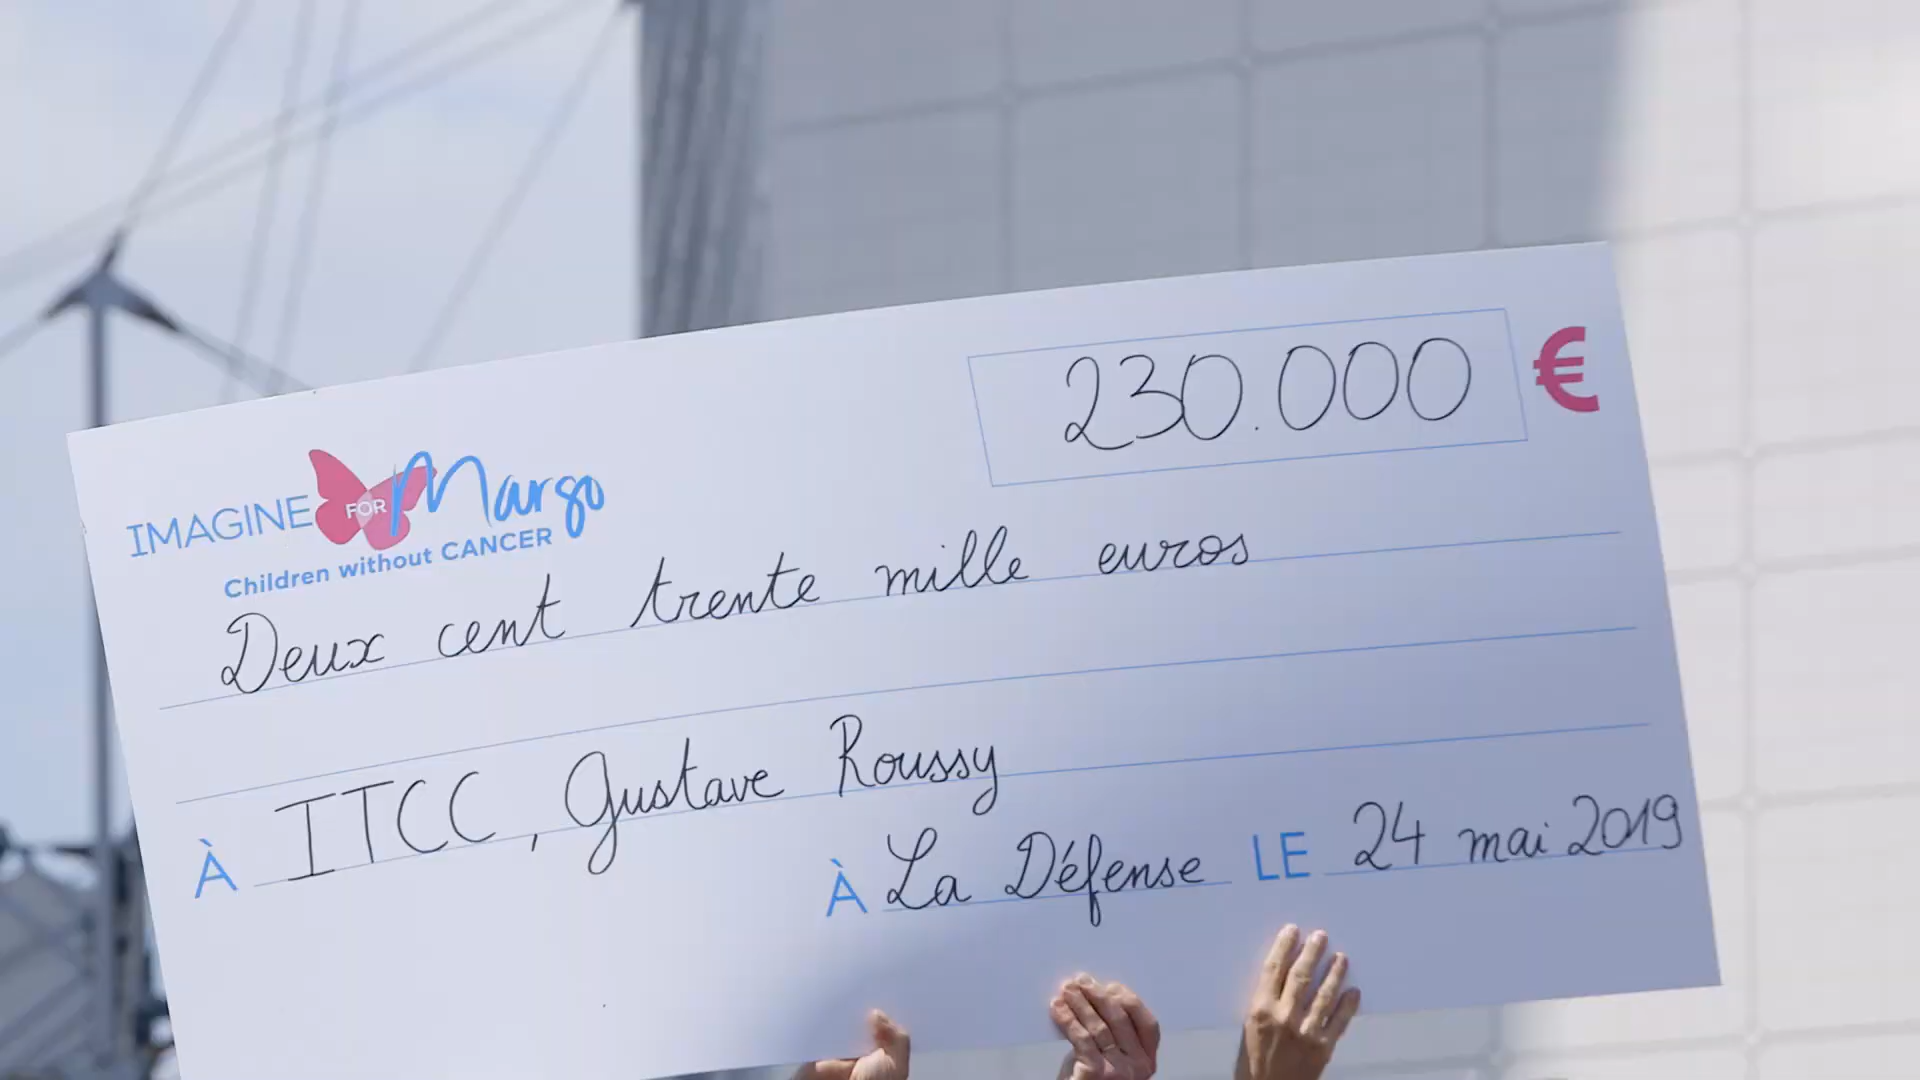 230.000 €
IMAGINE FOR Margo
Children without CANCER
Deux cent trente mille euros
À ITCC, Gustave Roussy
À La Défense LE 24 mai 2019